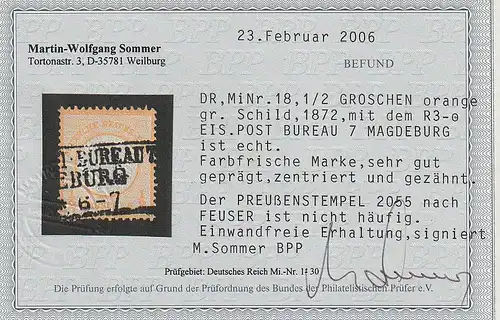 23.Februar 2006
Martin-Wolfgang Sommer
Tortonastr. 3, D-35781 Weilburg
BEFUND
DR,MiNr.18,1/2 GROSCHEN orange
gr. Schild,1872,mit dem R3-⊙
EIS.POST BUREAU 7 MAGDEBURG
ist echt.
Farbfrische Marke,sehr gut
geprägt,zentriert und gezähnt.
Der PREUßENSTEMPEL 2055 nach
FEUSER ist nicht häufig.
Einwandfreie Erhaltung,signiert
M.Sommer BPP
BUREAU 7
EBURG
6-7
Prüfgebiet: Deutsches Reich Mi.-Nr. 1-30
Die Prüfung erfolgte auf Grund der Prüfordnung des Bundes der Philatelistischen Prüfer e.V.